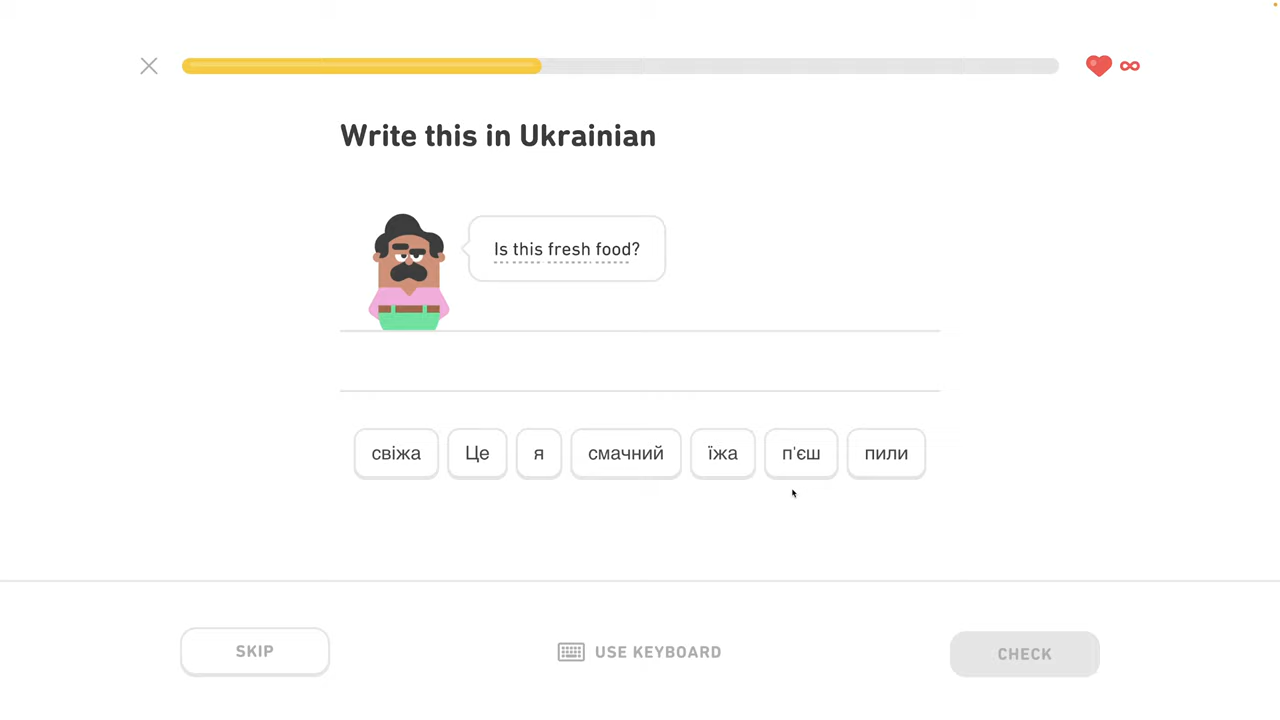 ∞
Write this in Ukrainian
Is this fresh food?
свіжа Це я смачний їжа п'єш пили
SKIP USE KEYBOARD CHECK